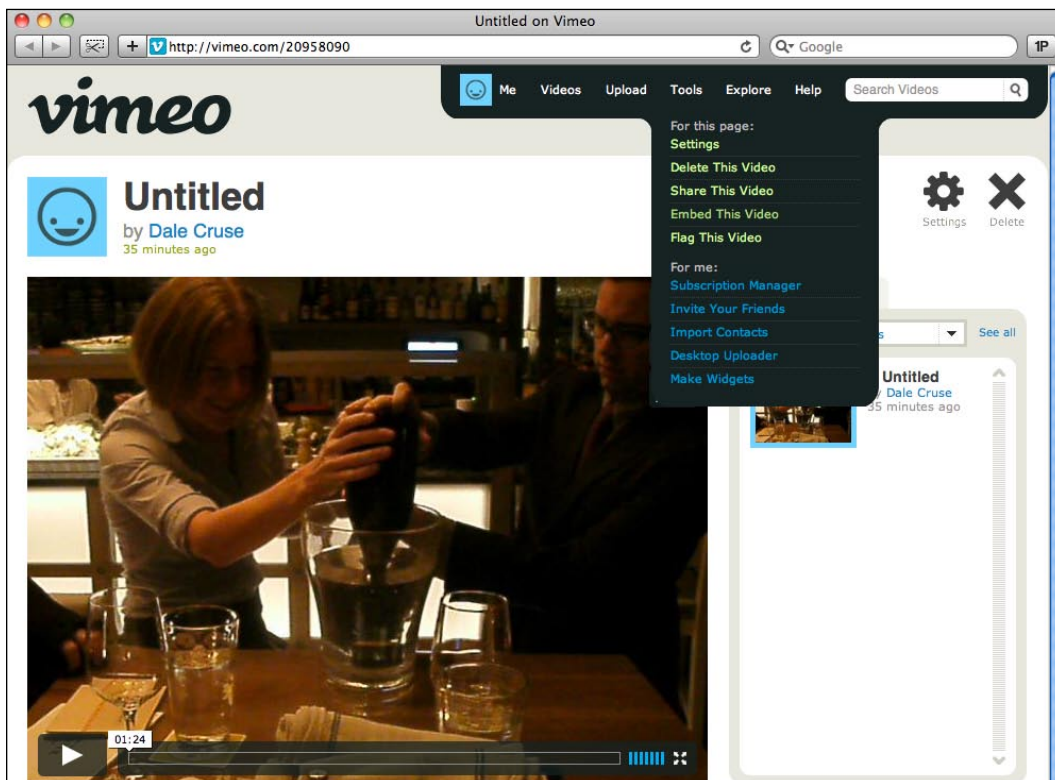 Untitled on Vimeo
http://vimeo.com/20958090
Google
1P
vimeo
Me Videos Upload Tools Explore Help Search Videos
For this page:
Settings
Delete This Video
Share This Video
Embed This Video
Flag This Video
For me:
Subscription Manager
Invite Your Friends
Import Contacts
Desktop Uploader
Make Widgets
Untitled
by Dale Cruse
35 minutes ago
Settings Delete
See all
Untitled
Dale Cruse
35 minutes ago
01:24